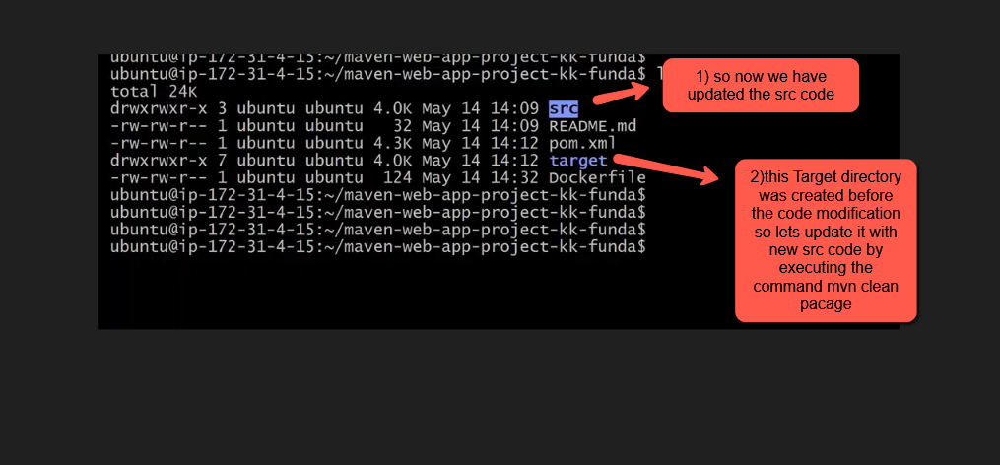 ubuntu@ip-172-31-4-15:~/maven-web-app-project-kk-funda$
ubuntu@ip-172-31-4-15:~/maven-web-app-project-kk-funda$ l
total 24K
drwxrwxr-x 3 ubuntu ubuntu 4.0K May 14 14:09 src
-rw-rw-r-- 1 ubuntu ubuntu   32 May 14 14:09 README.md
-rw-rw-r-- 1 ubuntu ubuntu 4.3K May 14 14:12 pom.xml
drwxrwxr-x 7 ubuntu ubuntu 4.0K May 14 14:12 target
-rw-rw-r-- 1 ubuntu ubuntu  124 May 14 14:32 Dockerfile
ubuntu@ip-172-31-4-15:~/maven-web-app-project-kk-funda$
ubuntu@ip-172-31-4-15:~/maven-web-app-project-kk-funda$
ubuntu@ip-172-31-4-15:~/maven-web-app-project-kk-funda$
ubuntu@ip-172-31-4-15:~/maven-web-app-project-kk-funda$
1) so now we have
updated the src code
2)this Target directory
was created before
the code modification
so lets update it with
new src code by
executing the
command mvn clean
pacage